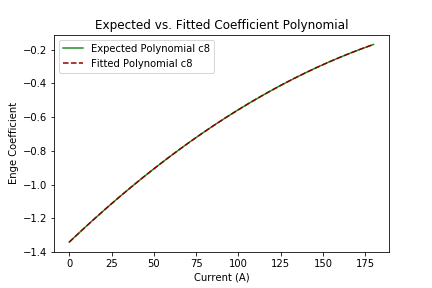 Expected vs. Fitted Coefficient Polynomial
Expected Polynomial c8
Fitted Polynomial c8
Enge Coefficient
−0.2
−0.4
−0.6
−0.8
−1.0
−1.2
−1.4
0 25 50 75 100 125 150 175
Current (A)